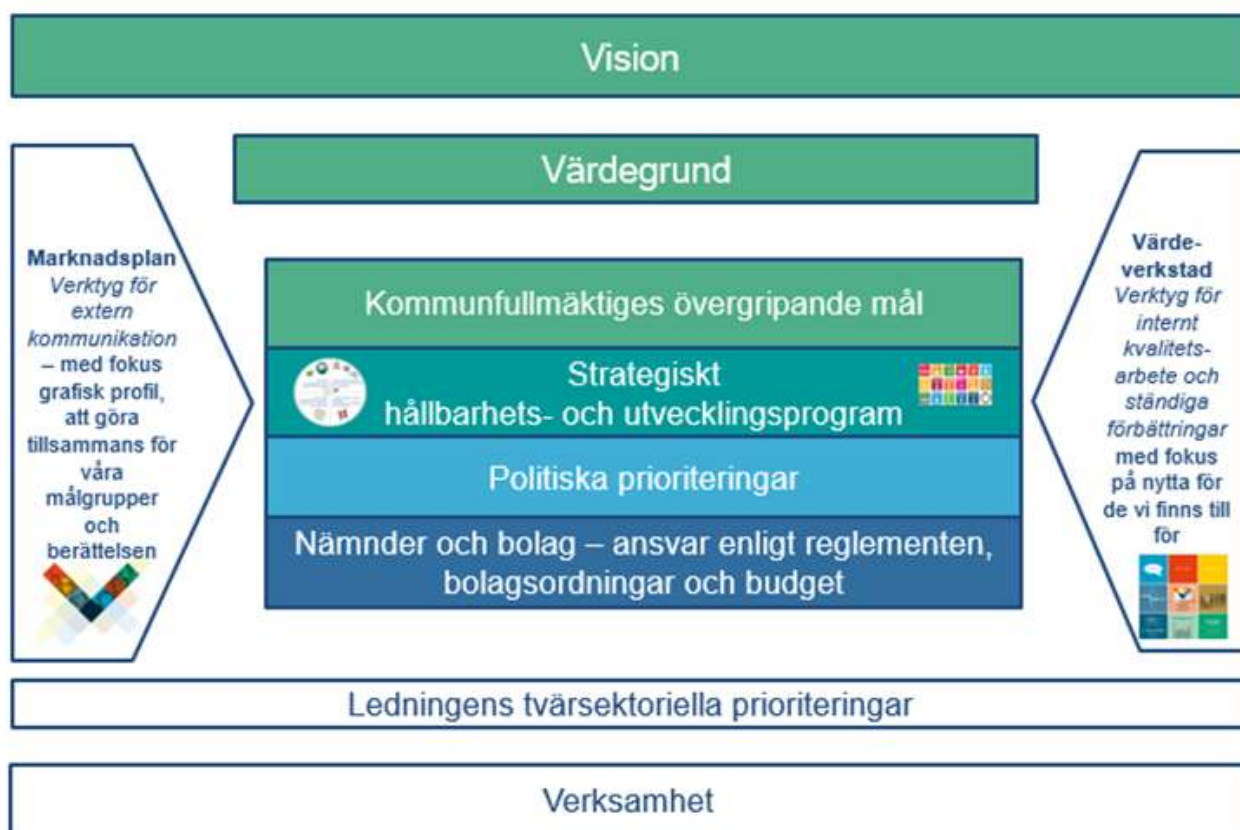 Vision
Värdegrund
Marknadsplan
Verktyg för
extern
kommunikation
– med fokus
grafisk profil,
att göra
tillsammans för
våra
målgrupper
och
berättelsen
Kommunfullmäktiges övergripande mål
Strategiskt
hållbarhets- och utvecklingsprogram
Politiska prioriteringar
Nämnder och bolag – ansvar enligt reglementen,
bolagsordningar och budget
Värde-
verkstad
Verktyg för
internt
kvalitets-
arbete och
ständiga
förbättringar
med fokus
på nytta för
de vi finns till
för
Ledningens tvärsektoriella prioriteringar
Verksamhet